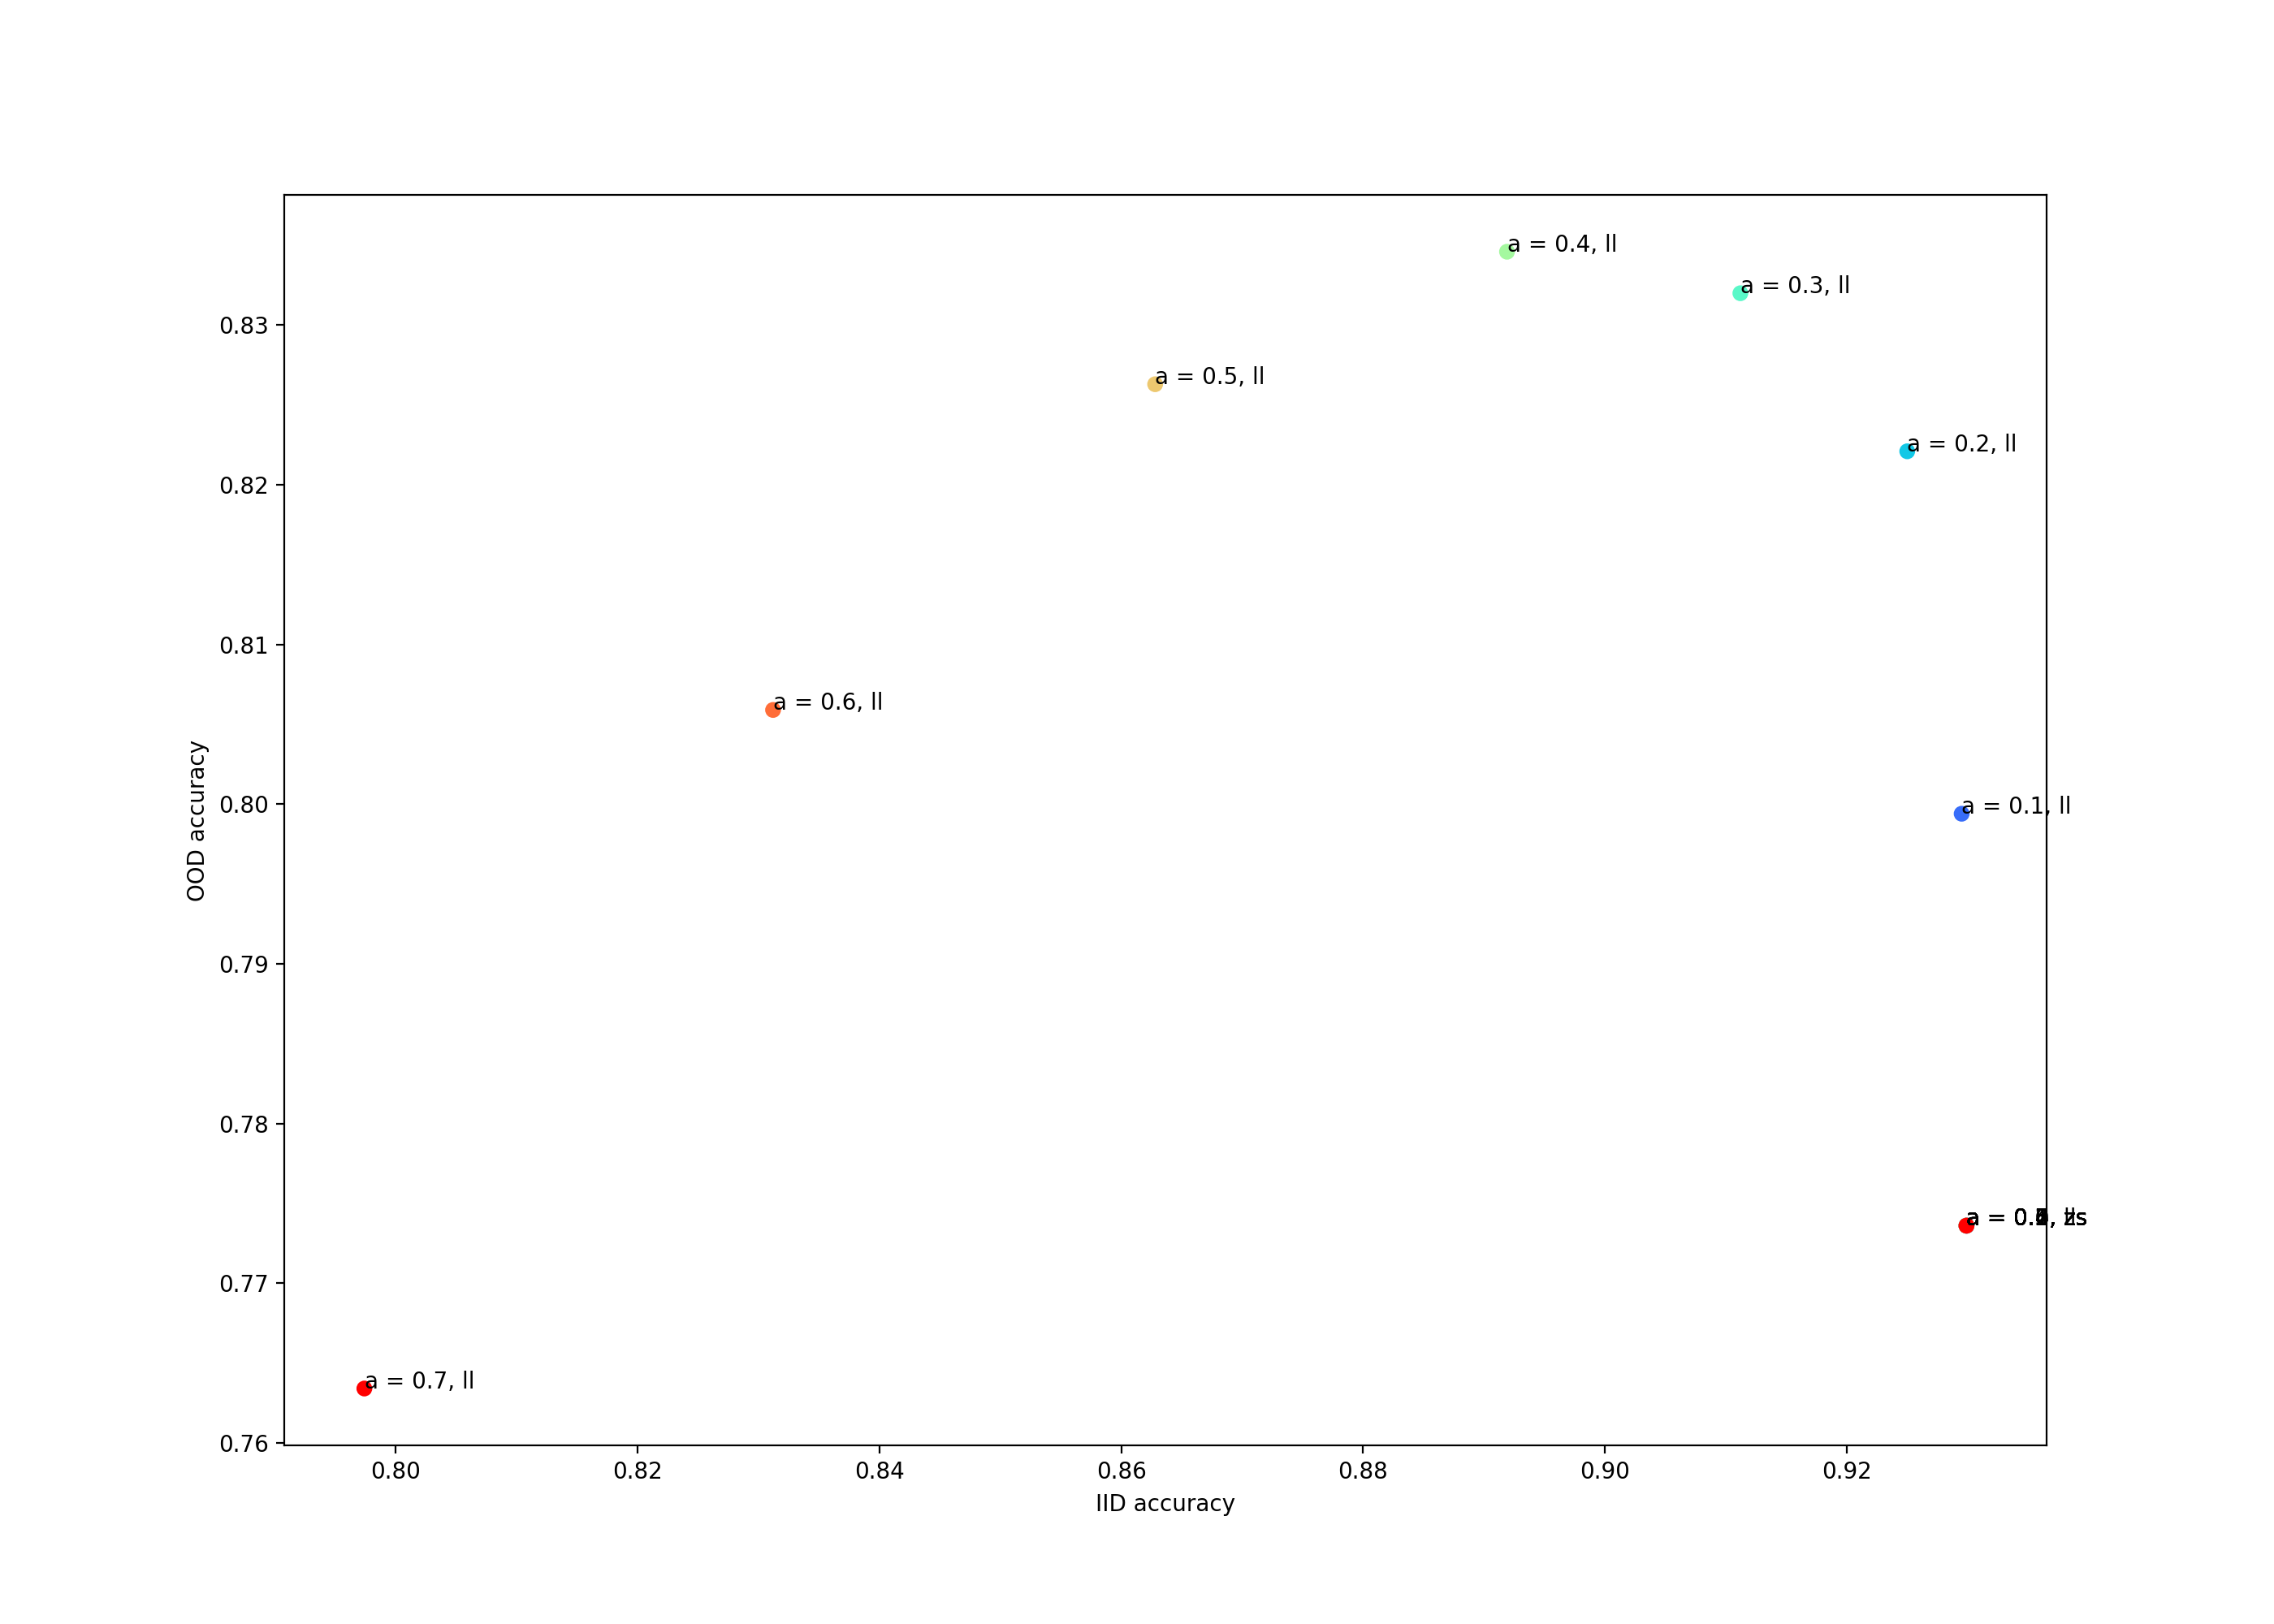 a = 0.4, ll
a = 0.3, ll
0.83
a = 0.5, ll
a = 0.2, ll
0.82
0.81
a = 0.6, ll
OOD accuracy
0.80
a = 0.1, ll
0.79
0.78
a = 0.
0.77
a = 0.7, ll
0.76
0.80 0.82 0.84 0.86 0.88 0.90 0.92
IID accuracy